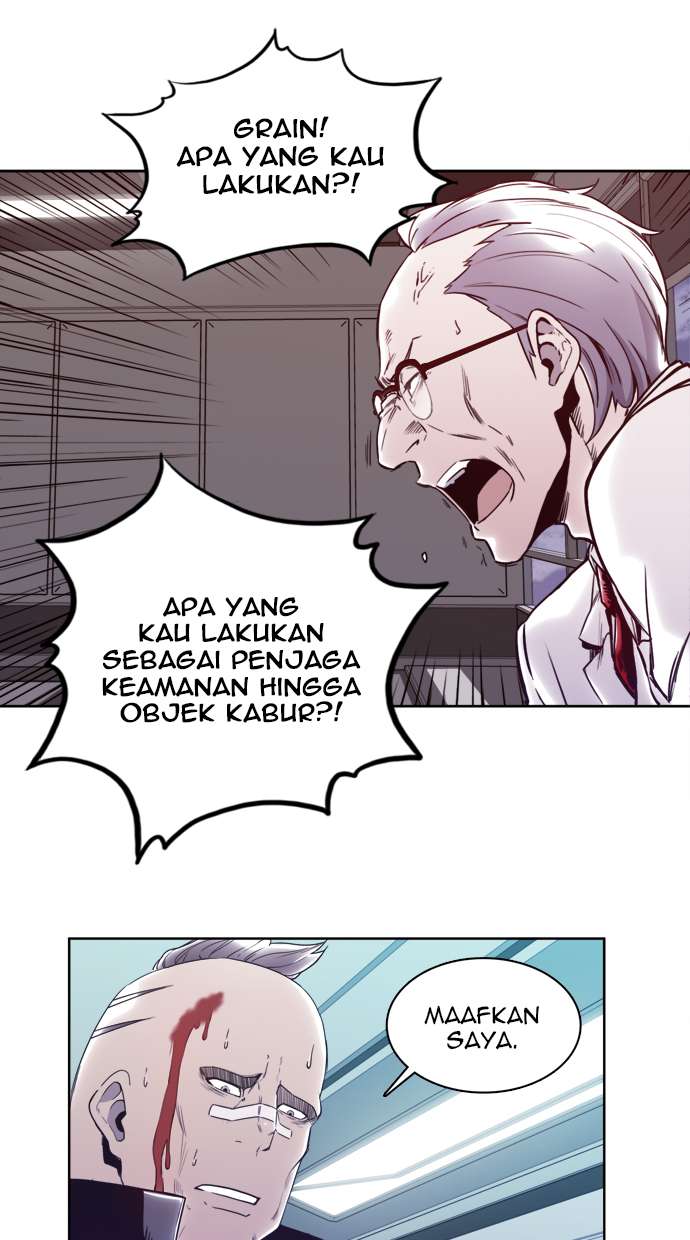 GRAIN!
APA YANG KAU
LAKUKAN?!
APA YANG
KAU LAKUKAN
SEBAGAI PENJAGA
KEAMANAN HINGGA
OBJEK KABUR?!
MAAFKAN
SAYA.